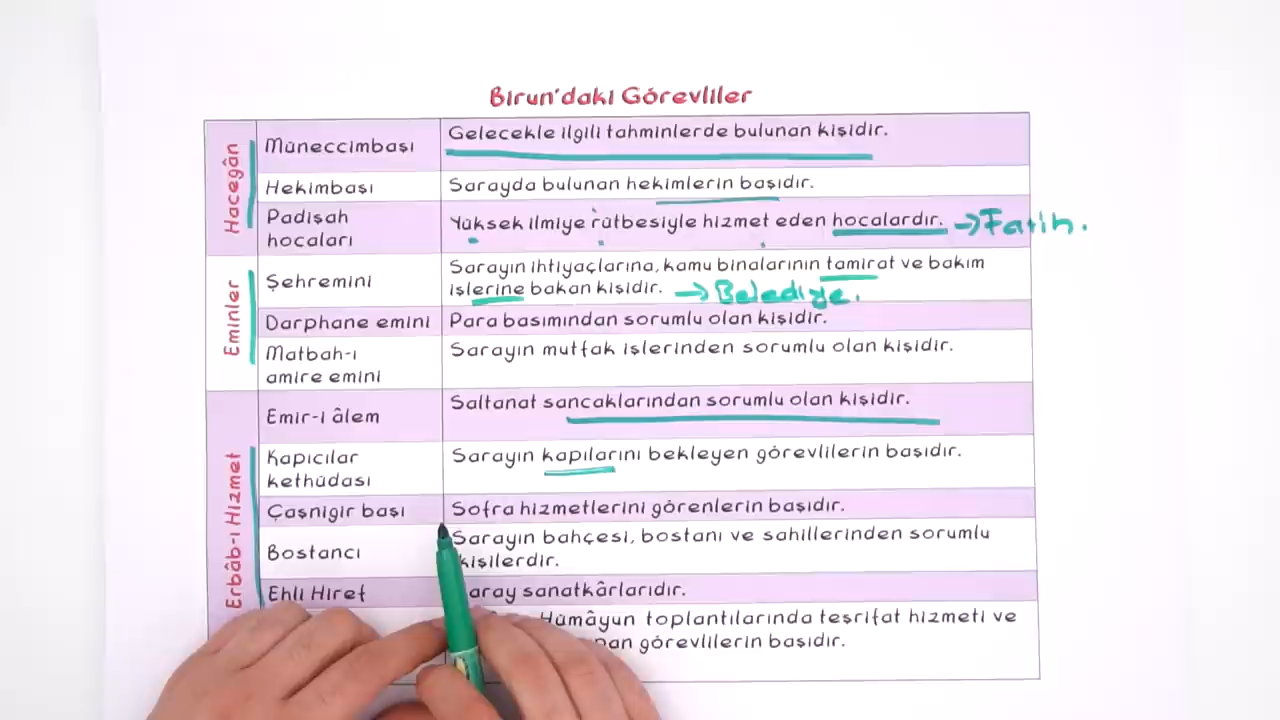 Birun'daki Görevliler
Hacegân
Müneccimbaşı
Gelecekle ilgili tahminlerde bulunan kişidir.
Hekimbaşı
Sarayda bulunan hekimlerin başıdır.
Padişah
hocaları
Yüksek ilmiye rütbesiyle hizmet eden hocalardır. →Fatih.
Eminler
Şehremini
Sarayın ihtiyaçlarına, kamu binalarının tamirat ve bakım
işlerine bakan kişidir. →Belediye.
Darphane emini
Para basımından sorumlu olan kişidir.
Matbah-ı
amire emini
Sarayın mutfak işlerinden sorumlu olan kişidir.
Erbâb-ı Hizmet
Emir-i âlem
Saltanat sancaklarından sorumlu olan kişidir.
Kapıcılar
kethüdası
Sarayın kapılarını bekleyen görevlilerin başıdır.
Çaşnigir başı
Sofra hizmetlerini görenlerin başıdır.
Bostancı
Sarayın bahçesi, bostanı ve sahillerinden sorumlu
kişilerdir.
Ehli Hiref
saray sanatkârlarıdır.
Hümâyun toplantılarında teşrifat hizmeti ve
görevlilerin başıdır.